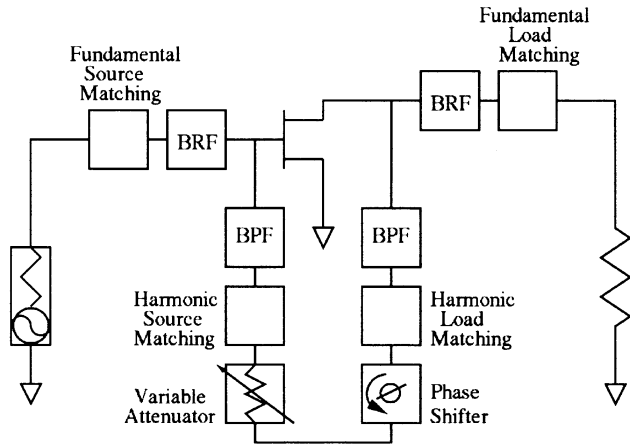 Fundamental
Source
Matching
BRF
Fundamental
Load
Matching
BRF
BPF
BPF
Harmonic
Source
Matching
Harmonic
Load
Matching
Variable
Attenuator
Phase
Shifter